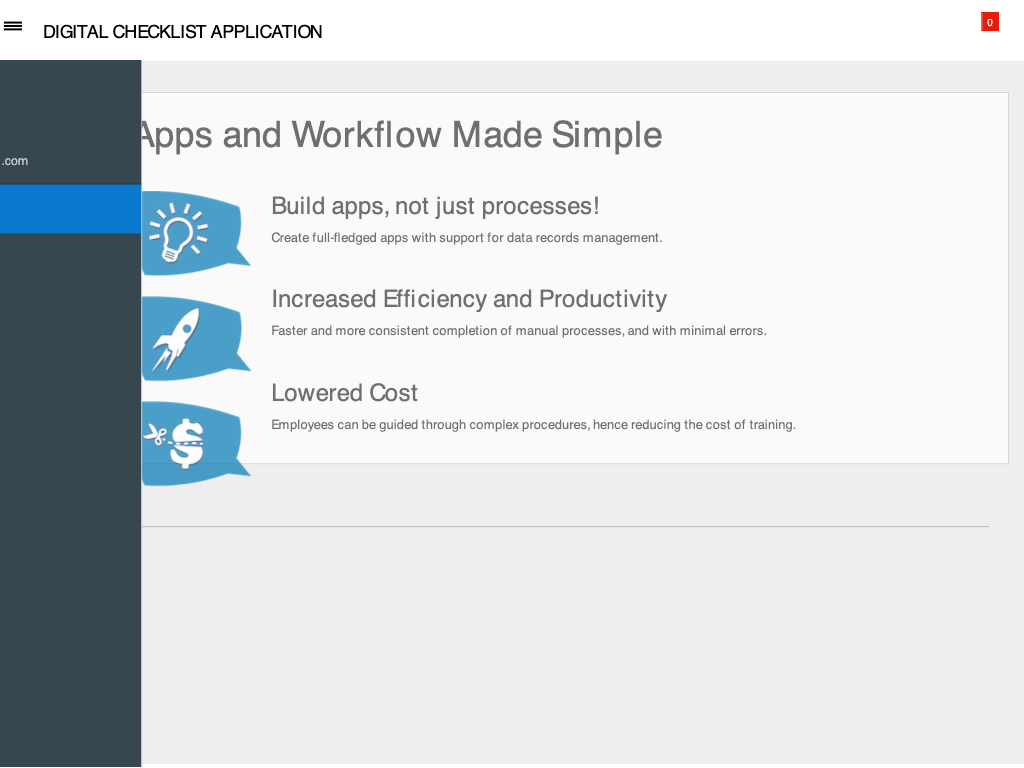 DIGITAL CHECKLIST APPLICATION
0
.com
Apps and Workflow Made Simple
Build apps, not just processes!
Create full-fledged apps with support for data records management.
Increased Efficiency and Productivity
Faster and more consistent completion of manual processes, and with minimal errors.
Lowered Cost
Employees can be guided through complex procedures, hence reducing the cost of training.